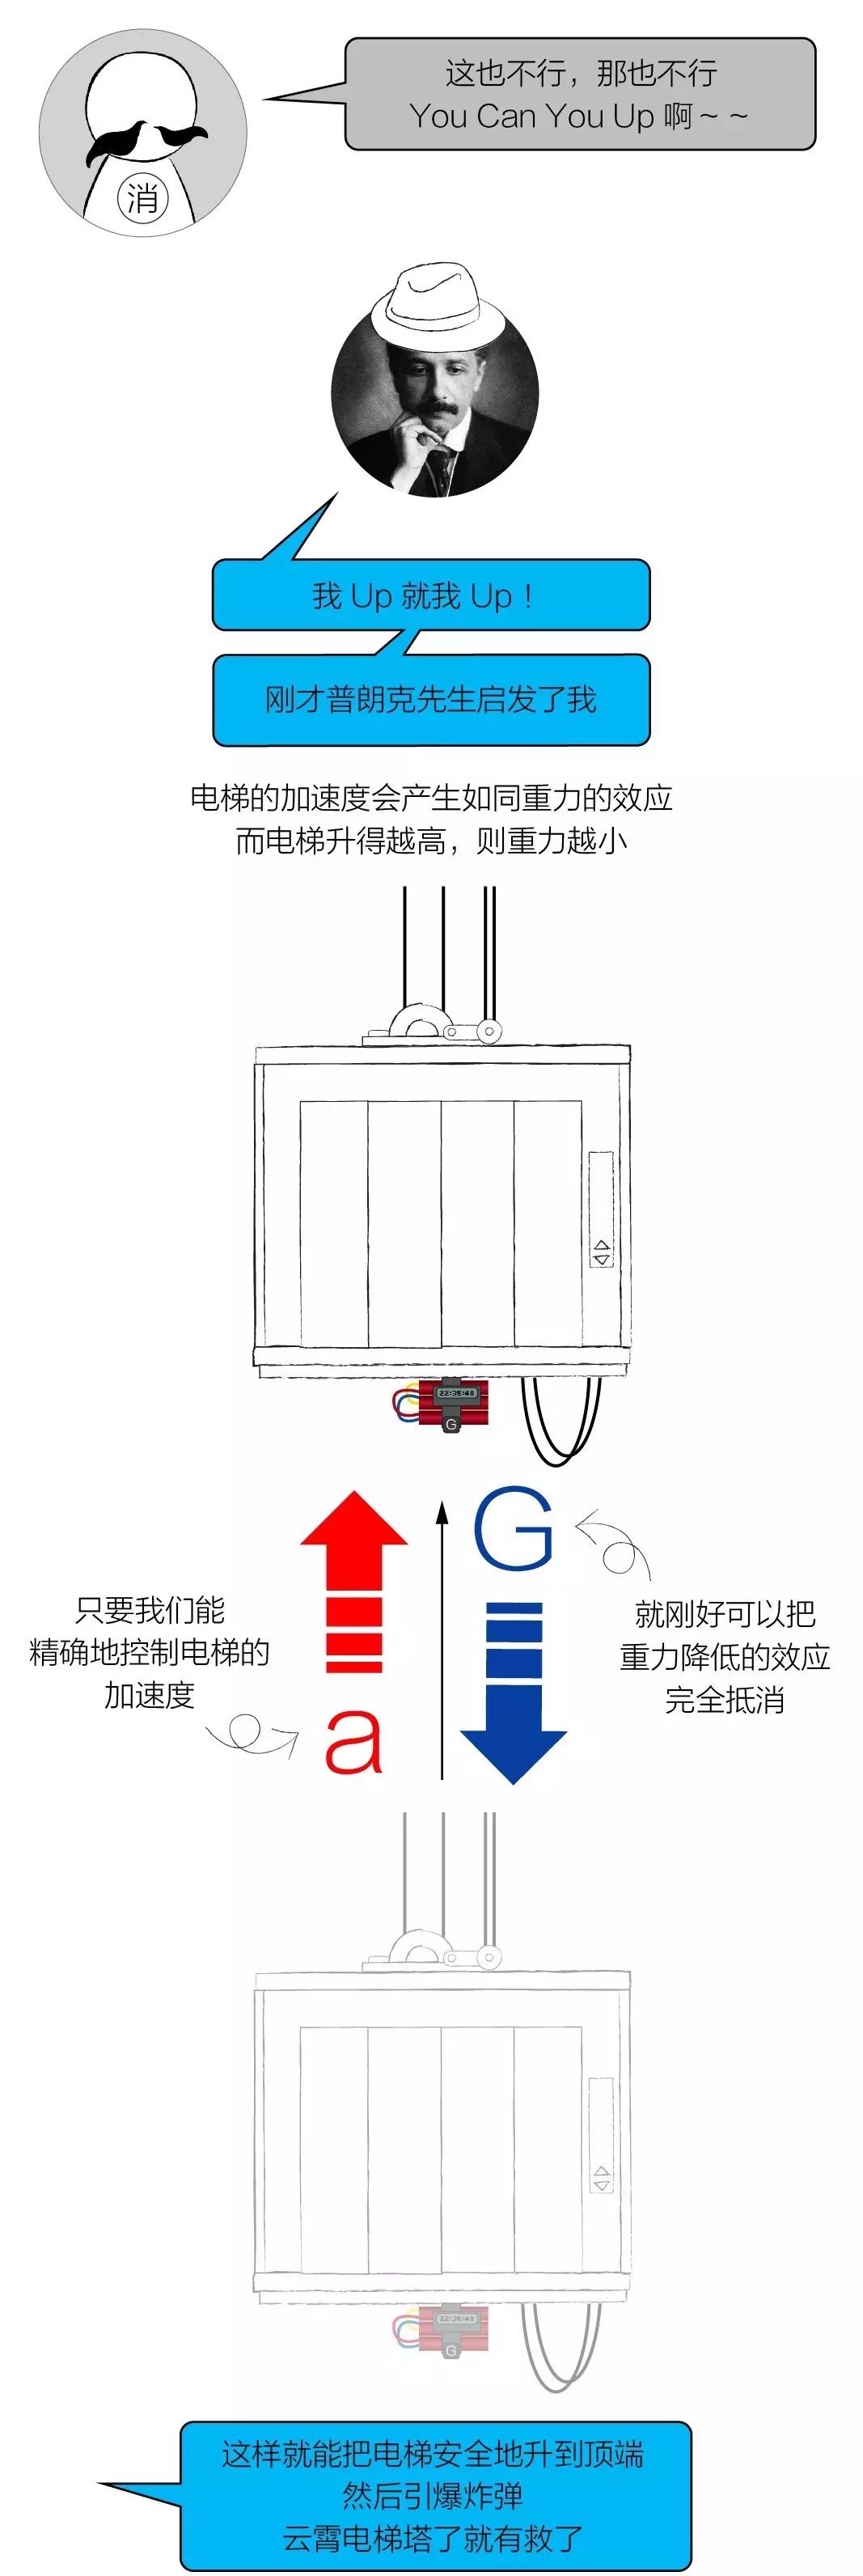 这也不行，那也不行
You Can You Up 啊~ ~
消
我 Up 就我 Up！
刚才普朗克先生启发了我
电梯的加速度会产生如同重力的效应
而电梯升得越高，则重力越小
22:35:48
G
G
只要我们能
精确地控制电梯的
加速度
就刚好可以把
重力降低的效应
完全抵消
a
22:35:48
G
这样就能把电梯安全地升到顶端
然后引爆炸弹
云霄电梯塔了就有救了